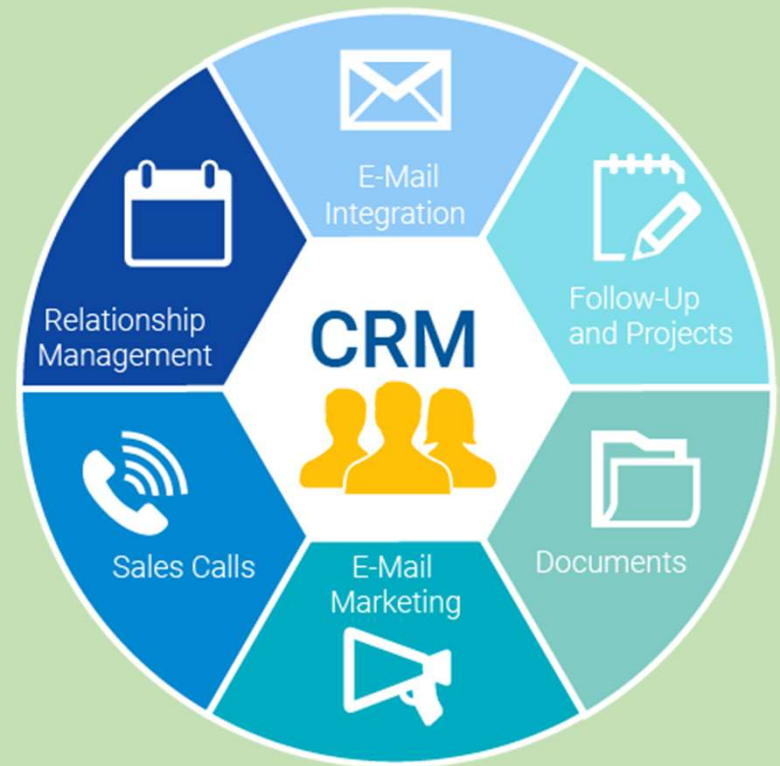 E-Mail
Integration
Follow-Up
and Projects
Relationship
Management
CRM
Sales Calls
E-Mail
Marketing
Documents